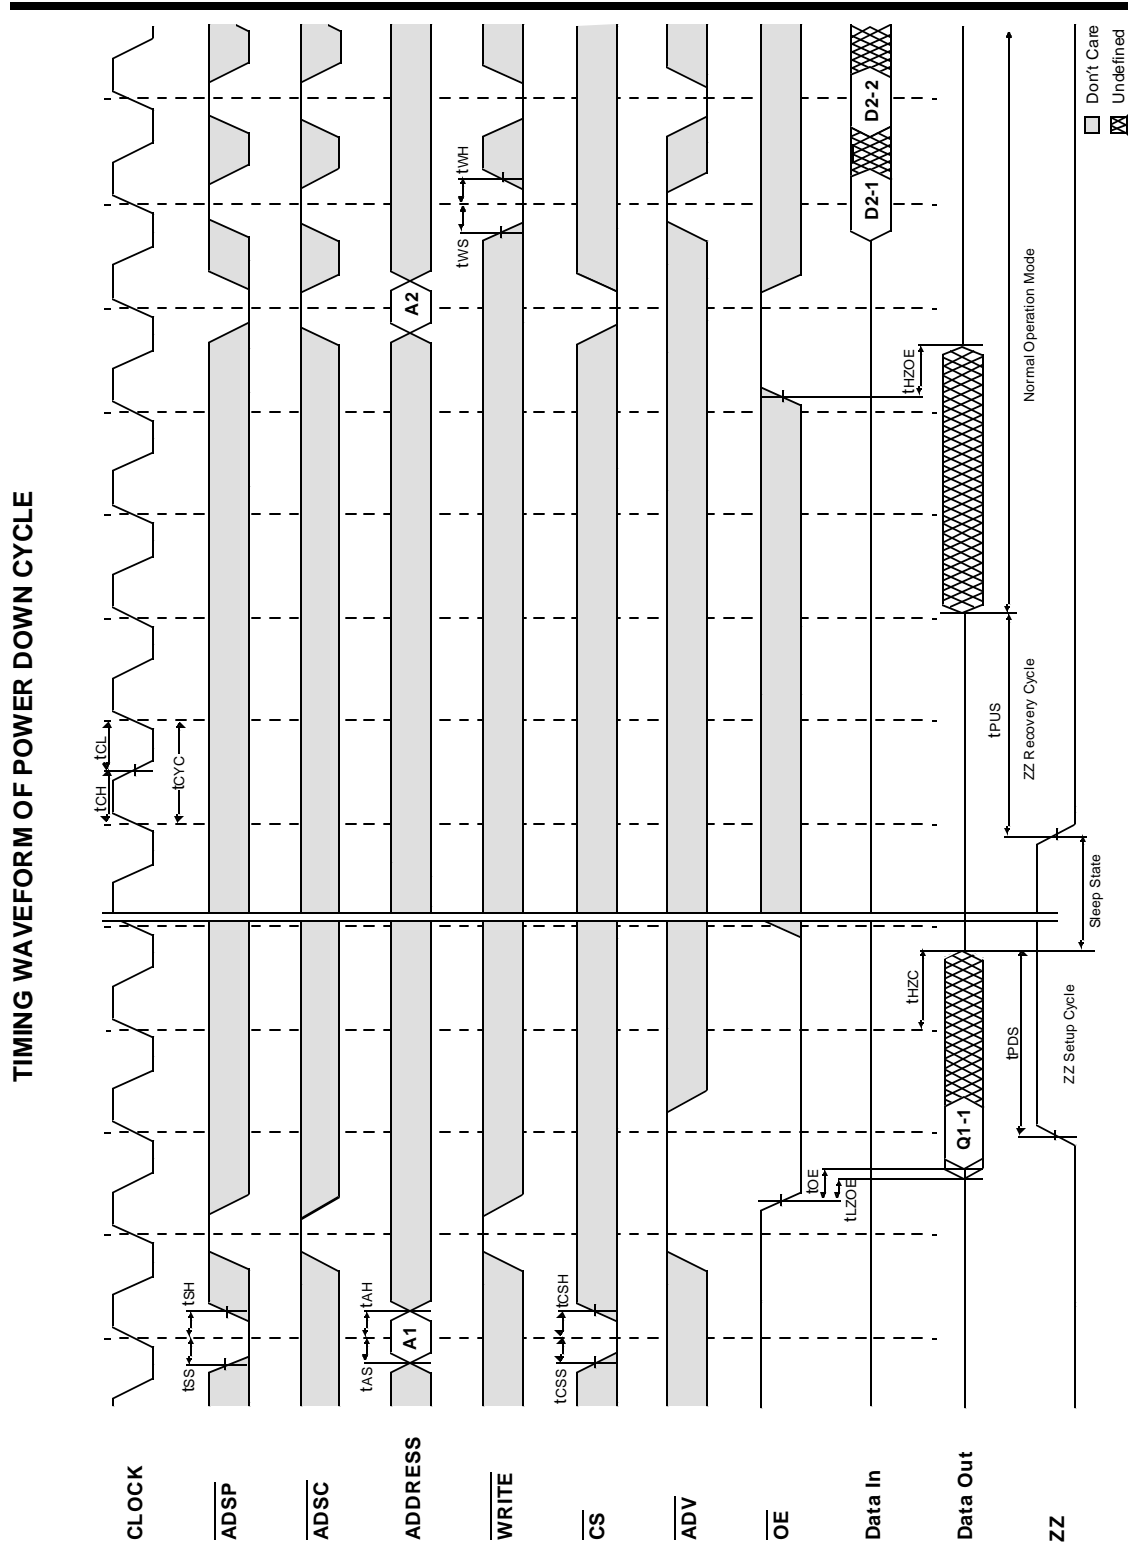 TIMING WAVEFORM OF POWER DOWN CYCLE
CLOCK
tCH
tCL
tCYC
ADSP
tSS
tSH
ADSC
ADDRESS
tAS
tAH
A1
A2
WRITE
tWS
tWH
CS
tCSS
tCSH
ADV
OE
tOE
tLZOE
Data In
D2-1
D2-2
tHZC
tHZOE
Data Out
Q1-1
tPDS
tPUS
ZZ
ZZ Setup Cycle
ZZ Recovery Cycle
Normal Operation Mode
Sleep State
Don't Care
Undefined